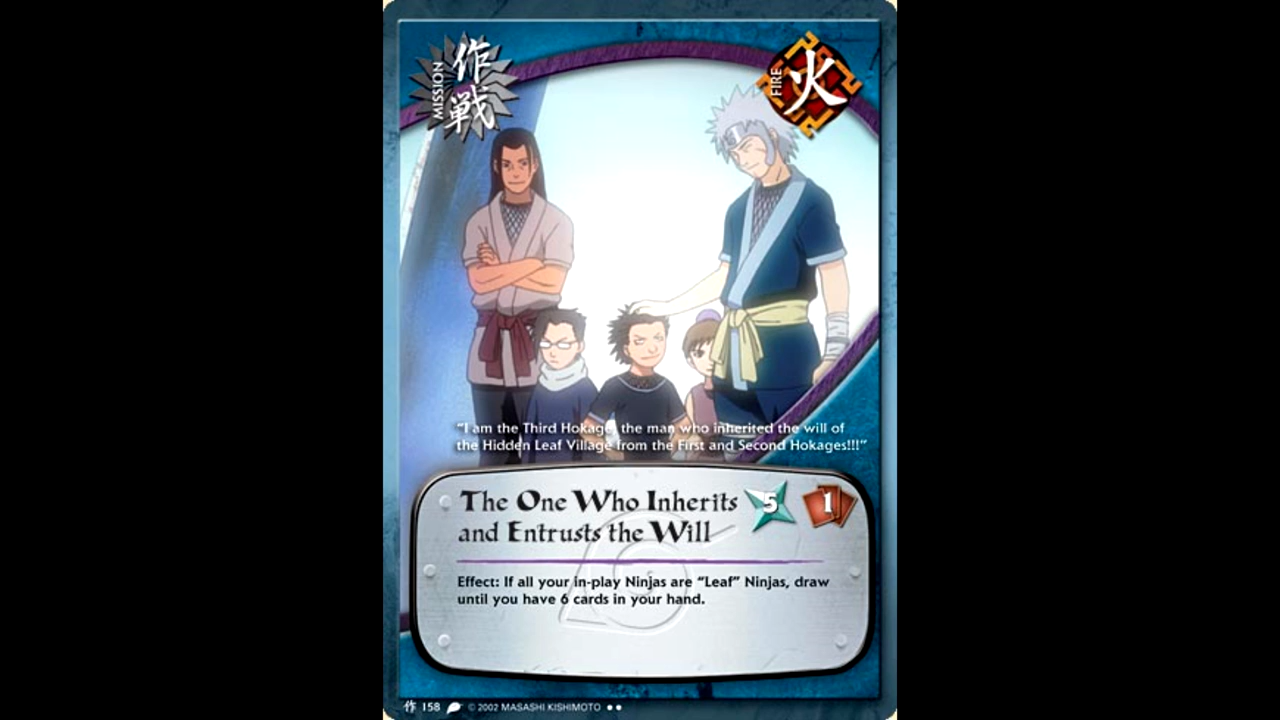 作戦
MISSION
火
FIRE
"I am the Third Hokage, the man who inherited the will of
the Hidden Leaf Village from the First and Second Hokages!!!"
The One Who Inherits
and Entrusts the Will
5
1
Effect: If all your in-play Ninjas are "Leaf" Ninjas, draw
until you have 6 cards in your hand.
作 158 © 2002 MASASHI KISHIMOTO